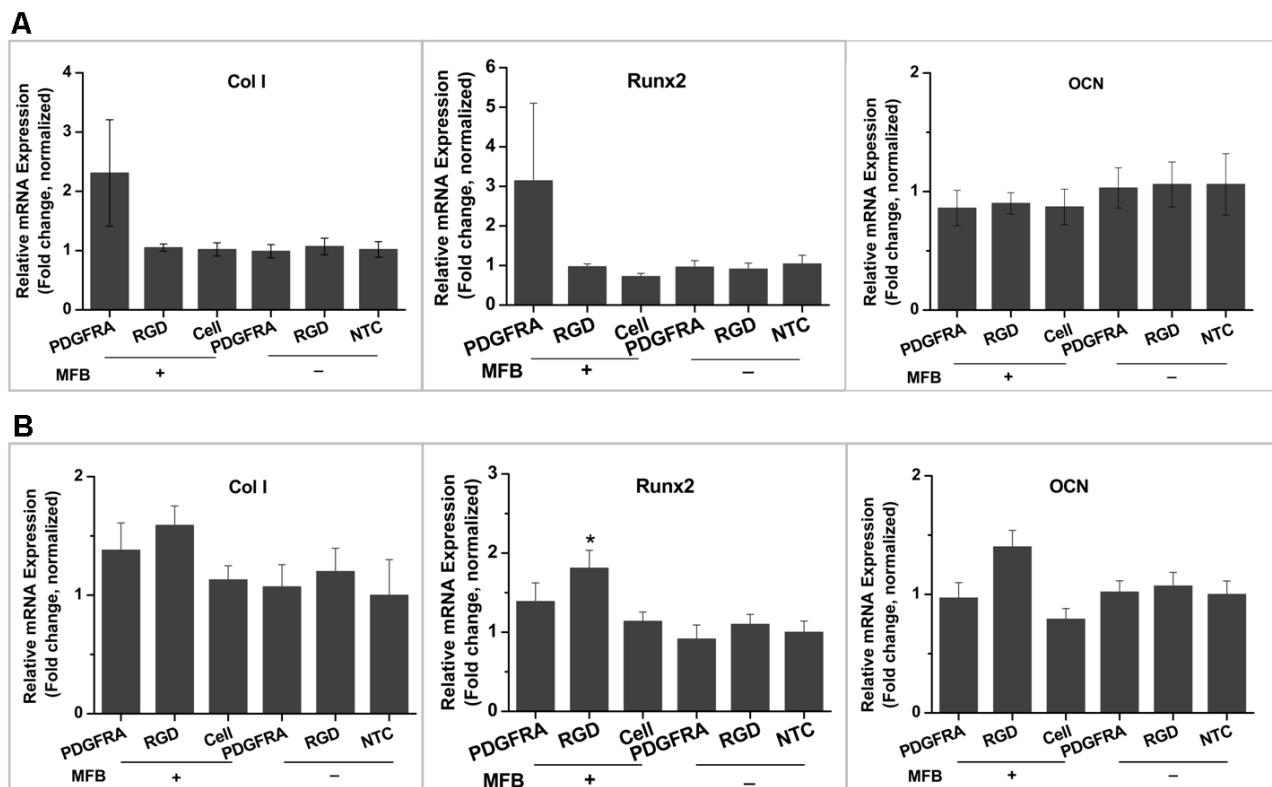 A
Col I
Relative mRNA Expression
(Fold change, normalized)
4
3
2
1
0
PDGFRA RGD Cell PDGFRA RGD NTC
MFB + –
Runx2
Relative mRNA Expression
(Fold change, normalized)
6
5
4
3
2
1
0
PDGFRA RGD Cell PDGFRA RGD NTC
MFB + –
OCN
Relative mRNA Expession
(Fold change, normalized)
2
1
0
PDGFRA RGD Cell PDGFRA RGD NTC
MFB + –
B
Col I
Relative mRNA Expression
(Fold change, normalized)
2
1
0
PDGFRA RGD Cell PDGFRA RGD NTC
MFB + –
Runx2
Relative mRNA Expression
(Fold change, normalized)
3
2
1
0
*
PDGFRA RGD Cell PDGFRA RGD NTC
MFB + –
OCN
Relative mRNA Expression
(Fold change, normalized)
2
1
0
PDGFRA RGD Cell PDGFRA RGD NTC
MFB + –